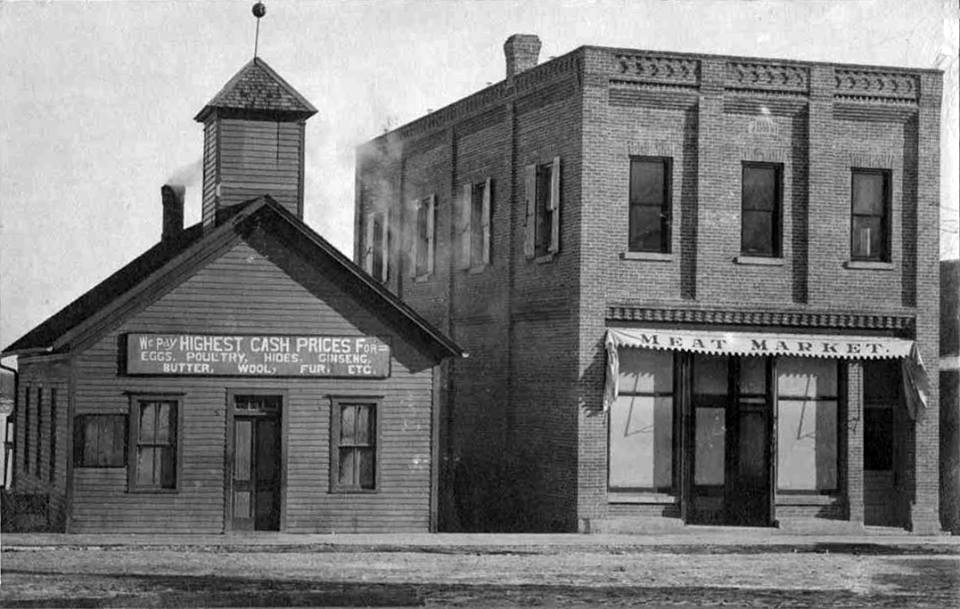 We Pay HIGHEST CASH PRICES FOR
EGGS, POULTRY, HIDES, GINSENG,
BUTTER, WOOL, FUR, ETC.
MEAT MARKET.